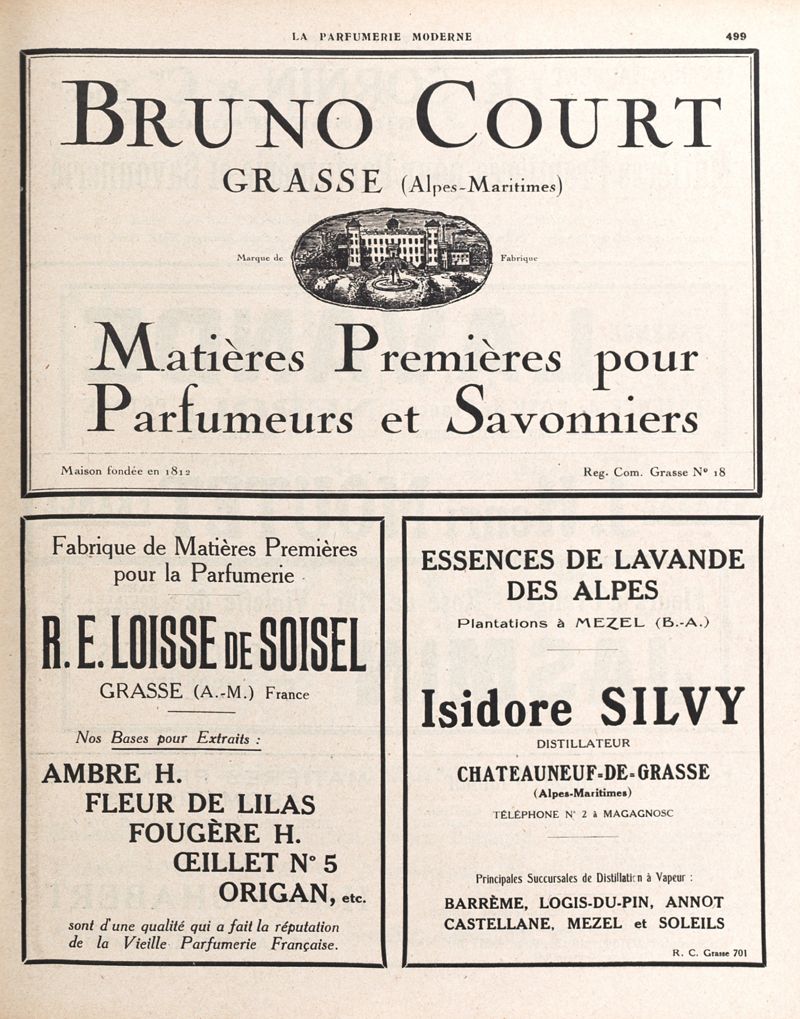 LA PARFUMERIE MODERNE 499
BRUNO COURT
GRASSE (Alpes-Maritimes)
Marque de Fabrique
Matières Premières pour
Parfumeurs et Savonniers
Maison fondée en 1812 Reg. Com. Grasse Nº 18
Fabrique de Matières Premières
pour la Parfumerie
R. E. LOISSE DE SOISEL
GRASSE (A.-M.) France
Nos Bases pour Extraits :
AMBRE H.
FLEUR DE LILAS
FOUGÈRE H.
ŒILLET Nº 5
ORIGAN, etc.
sont d'une qualité qui a fait la réputation
de la Vieille Parfumerie Française.
ESSENCES DE LAVANDE
DES ALPES
Plantations à MEZEL (B.-A.)
Isidore SILVY
DISTILLATEUR
CHATEAUNEUF-DE-GRASSE
(Alpes-Maritimes)
TÉLÉPHONE Nº 2 à MAGAGNOSC
Principales Succursales de Distillation à Vapeur :
BARRÈME, LOGIS-DU-PIN, ANNOT
CASTELLANE, MEZEL et SOLEILS
R. C. Grasse 701